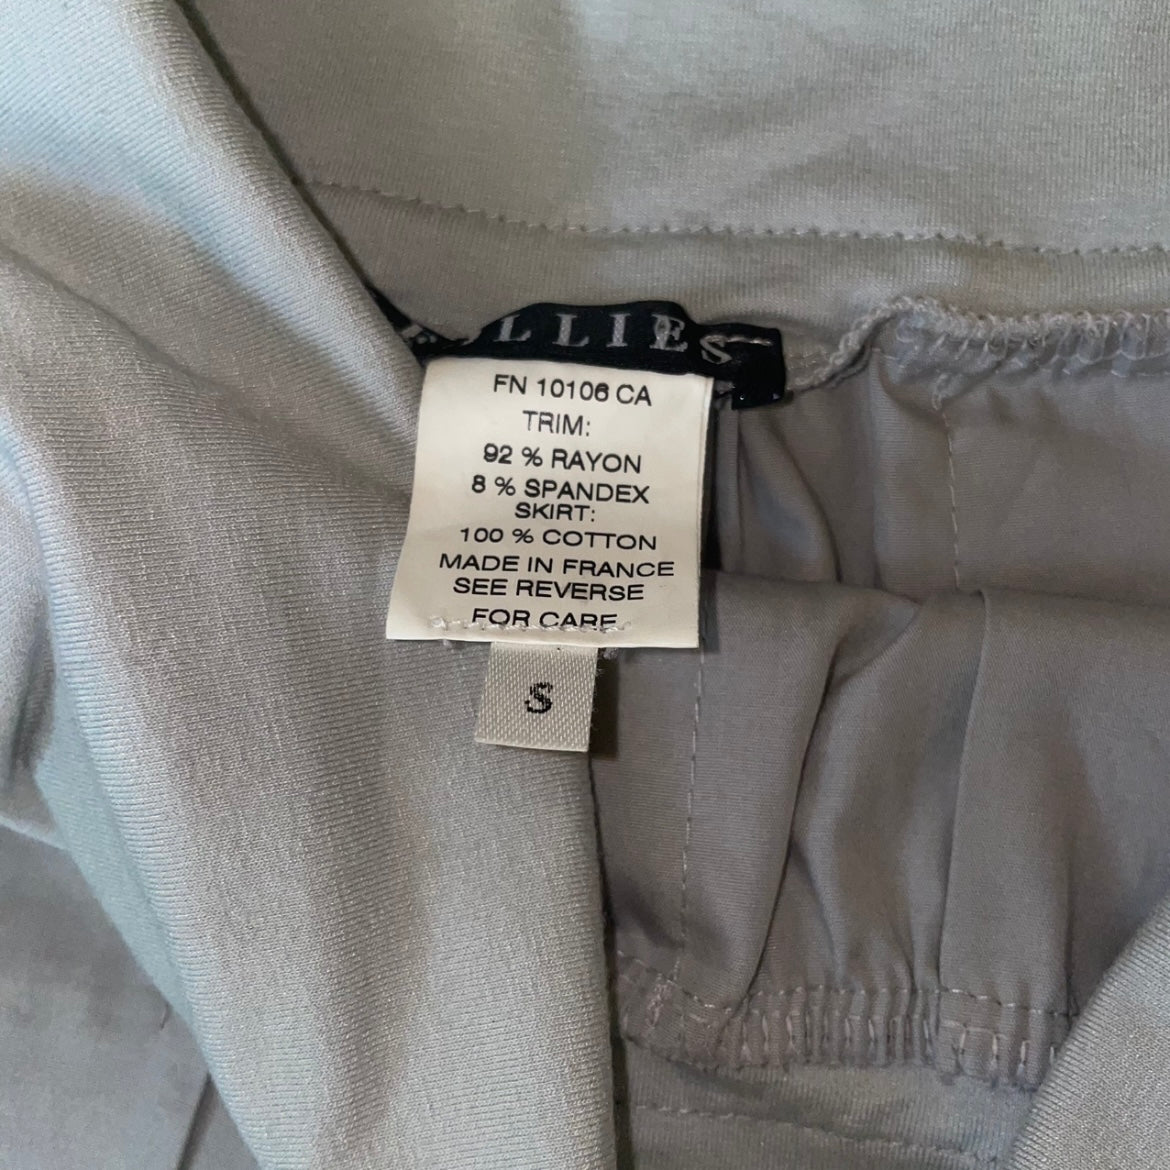 FN 10106 CA
TRIM:
92 % RAYON
8 % SPANDEX
SKIRT:
100 % COTTON
MADE IN FRANCE
SEE REVERSE
FOR CARE
S